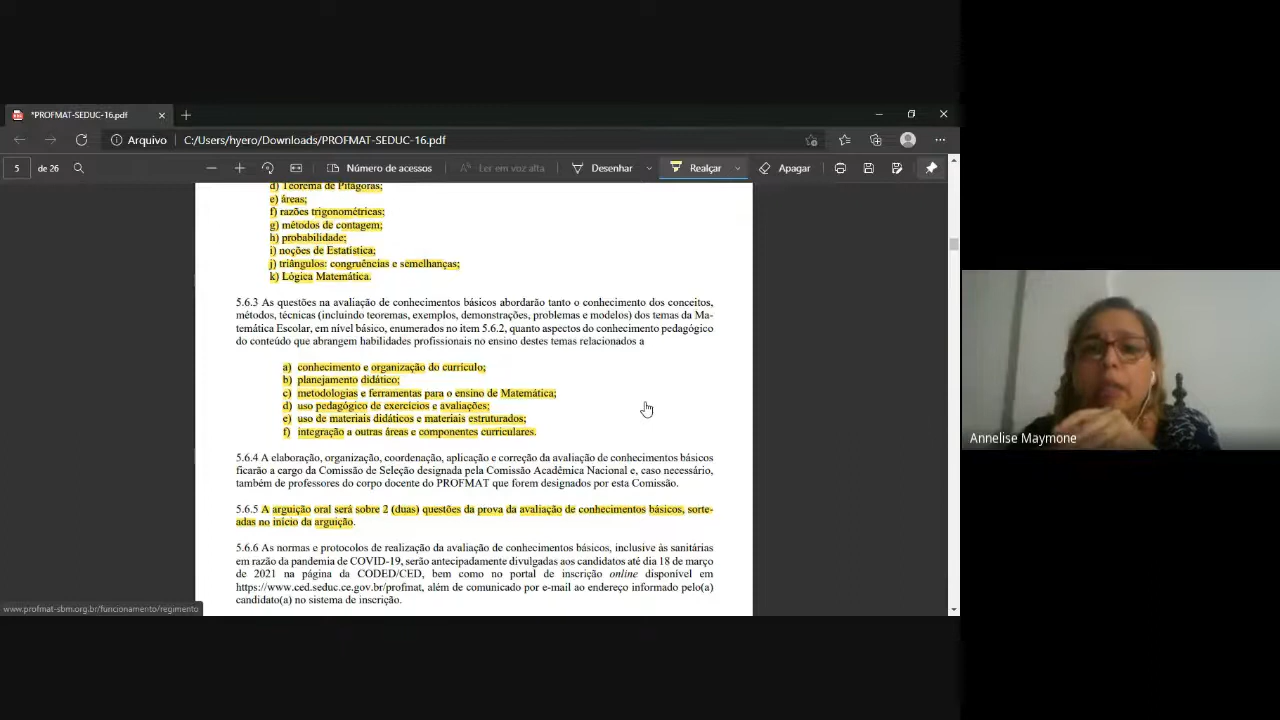 *PROFMAT-SEDUC-16.pdf
Arquivo C:/Users/hyero/Downloads/PROFMAT-SEDUC-16.pdf
5 de 26 Número de acessos Ler em voz alta Desenhar Realçar Apagar
d) Teorema de Pitágoras;
e) áreas;
f) razões trigonométricas;
g) métodos de contagem;
h) probabilidade;
i) noções de Estatística;
j) triângulos: congruências e semelhanças;
k) Lógica Matemática.
5.6.3 As questões na avaliação de conhecimentos básicos abordarão tanto o conhecimento dos conceitos,
métodos, técnicas (incluindo teoremas, exemplos, demonstrações, problemas e modelos) dos temas da Ma-
temática Escolar, em nível básico, enumerados no item 5.6.2, quanto aspectos do conhecimento pedagógico
do conteúdo que abrangem habilidades profissionais no ensino destes temas relacionados a
a) conhecimento e organização do currículo;
b) planejamento didático;
c) metodologias e ferramentas para o ensino de Matemática;
d) uso pedagógico de exercícios e avaliações;
e) uso de materiais didáticos e materiais estruturados;
f) integração a outras áreas e componentes curriculares.
5.6.4 A elaboração, organização, coordenação, aplicação e correção da avaliação de conhecimentos básicos
ficarão a cargo da Comissão de Seleção designada pela Comissão Acadêmica Nacional e, caso necessário,
também de professores do corpo docente do PROFMAT que forem designados por esta Comissão.
5.6.5 A arguição oral será sobre 2 (duas) questões da prova da avaliação de conhecimentos básicos, sorte-
adas no início da arguição.
5.6.6 As normas e protocolos de realização da avaliação de conhecimentos básicos, inclusive às sanitárias
em razão da pandemia de COVID-19, serão antecipadamente divulgadas aos candidatos até dia 18 de março
de 2021 na página da CODED/CED, bem como no portal de inscrição online disponível em
https://www.ced.seduc.ce.gov.br/profmat, além de comunicado por e-mail ao endereço informado pelo(a)
candidato(a) no sistema de inscrição.
www.profmat-sbm.org.br/funcionamento/regimento
Annelise Maymone